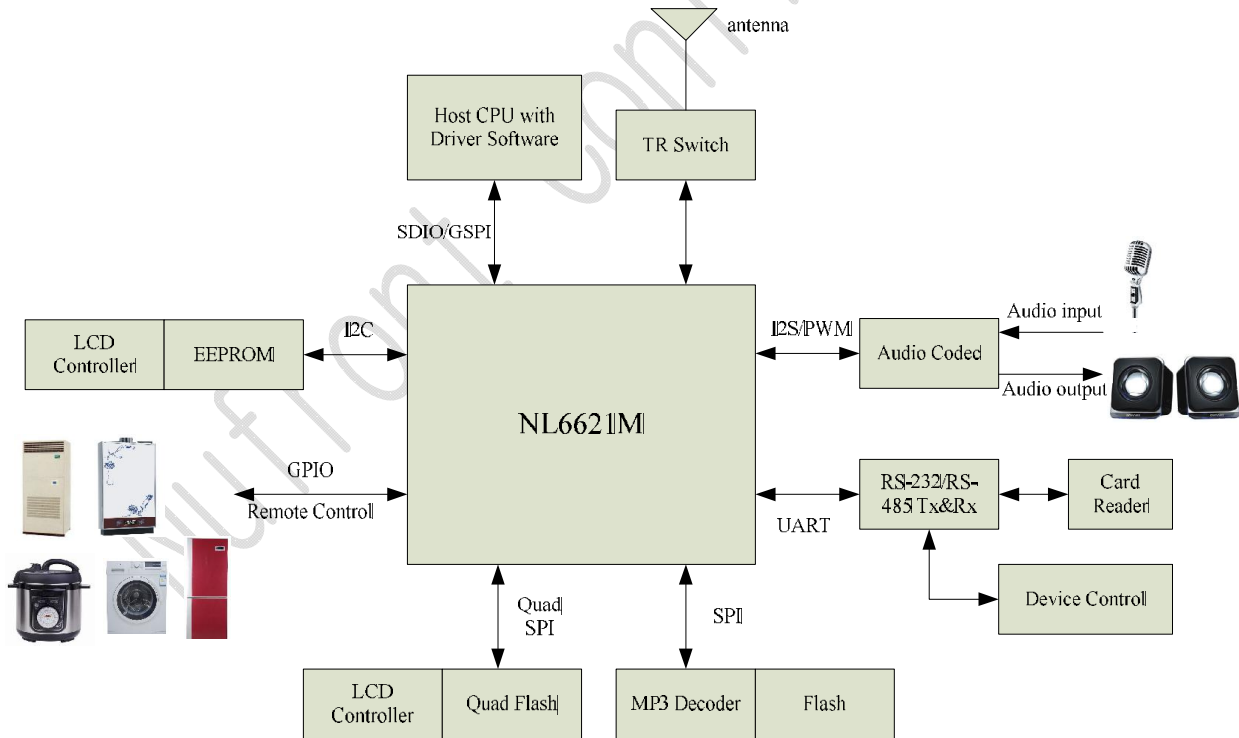 antenna
Host CPU with
Driver Software
TR Switch
SDIO/GSPI
Audio input
I2C
I2S/PWM
LCD
Controller
EEPROM
Audio Coded
Audio output
NL6621M
GPIO
Remote Control
RS-232/RS-
485 Tx&Rx
Card
Reader
UART
Quad
SPI
SPI
Device Control
LCD
Controller
Quad Flash
MP3 Decoder
Flash